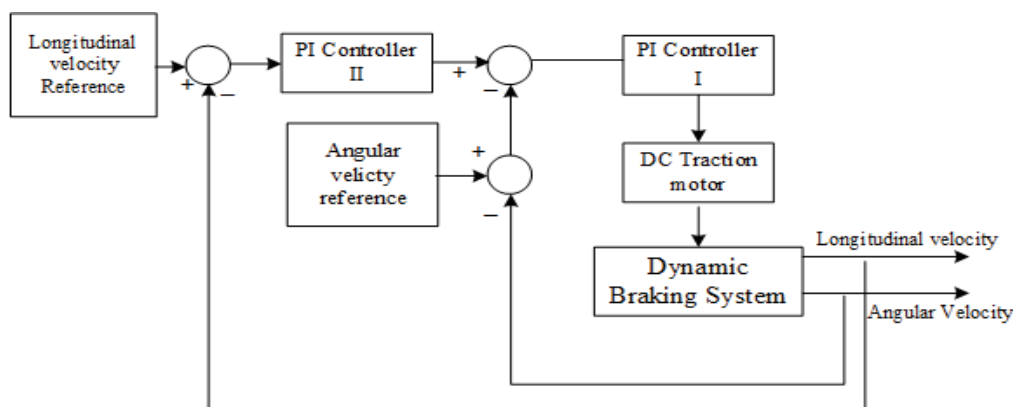 Longitudinal
velocity
Reference
+
−
PI Controller
II
+
−
PI Controller
I
Angular
velicty
reference
+
−
DC Traction
motor
Dynamic
Braking System
Longitudinal velocity
Angular Velocity